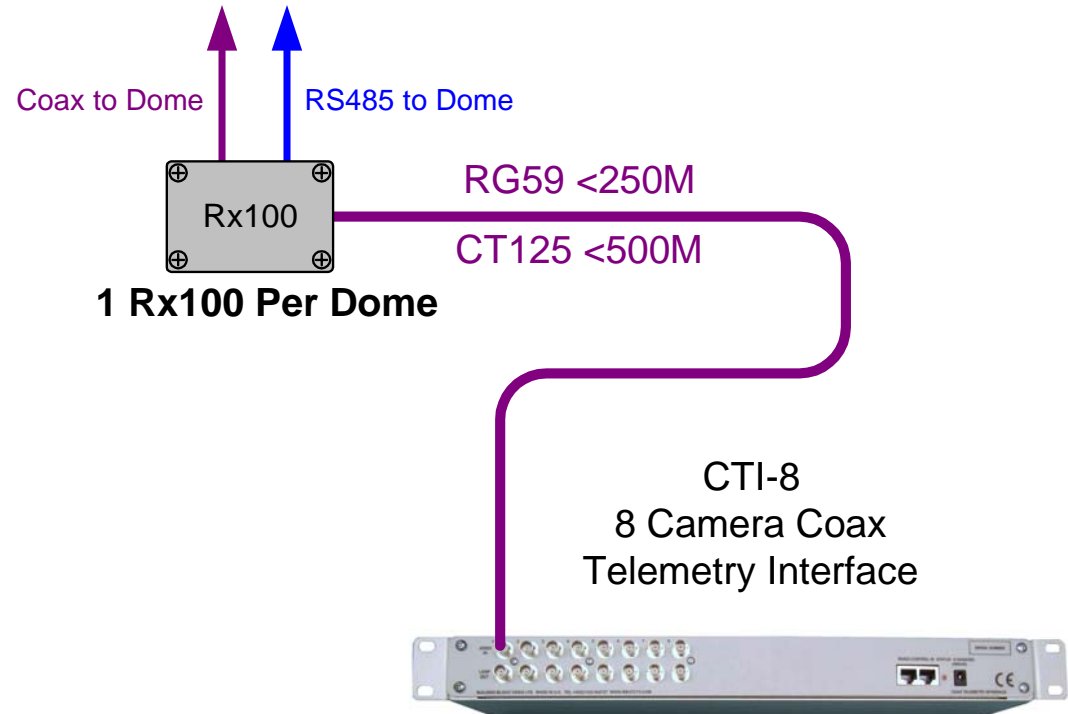 Coax to Dome
RS485 to Dome
Rx100
RG59 <250M
CT125 <500M
1 Rx100 Per Dome
CTI-8
8 Camera Coax
Telemetry Interface
CE